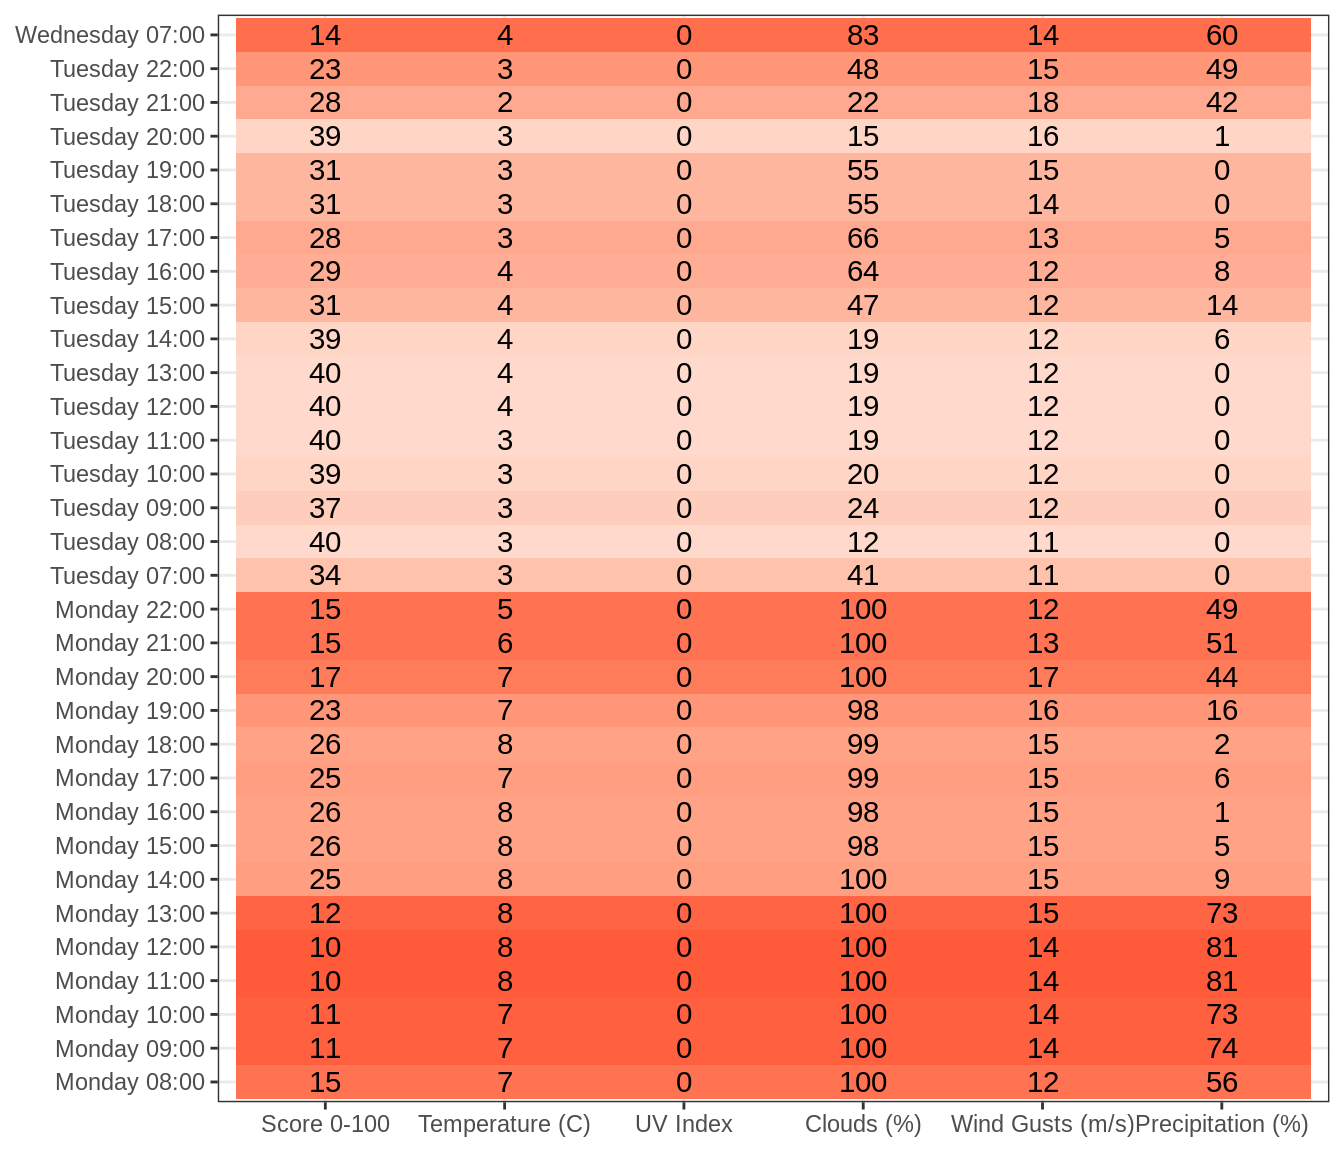 Wednesday 07:00 14 4 0 83 14 60
Tuesday 22:00 23 3 0 48 15 49
Tuesday 21:00 28 2 0 22 18 42
Tuesday 20:00 39 3 0 15 16 1
Tuesday 19:00 31 3 0 55 15 0
Tuesday 18:00 31 3 0 55 14 0
Tuesday 17:00 28 3 0 66 13 5
Tuesday 16:00 29 4 0 64 12 8
Tuesday 15:00 31 4 0 47 12 14
Tuesday 14:00 39 4 0 19 12 6
Tuesday 13:00 40 4 0 19 12 0
Tuesday 12:00 40 4 0 19 12 0
Tuesday 11:00 40 3 0 19 12 0
Tuesday 10:00 39 3 0 20 12 0
Tuesday 09:00 37 3 0 24 12 0
Tuesday 08:00 40 3 0 12 11 0
Tuesday 07:00 34 3 0 41 11 0
Monday 22:00 15 5 0 100 12 49
Monday 21:00 15 6 0 100 13 51
Monday 20:00 17 7 0 100 17 44
Monday 19:00 23 7 0 98 16 16
Monday 18:00 26 8 0 99 15 2
Monday 17:00 25 7 0 99 15 6
Monday 16:00 26 8 0 98 15 1
Monday 15:00 26 8 0 98 15 5
Monday 14:00 25 8 0 100 15 9
Monday 13:00 12 8 0 100 15 73
Monday 12:00 10 8 0 100 14 81
Monday 11:00 10 8 0 100 14 81
Monday 10:00 11 7 0 100 14 73
Monday 09:00 11 7 0 100 14 74
Monday 08:00 15 7 0 100 12 56
Score 0-100 Temperature (C) UV Index Clouds (%) Wind Gusts (m/s) Precipitation (%)